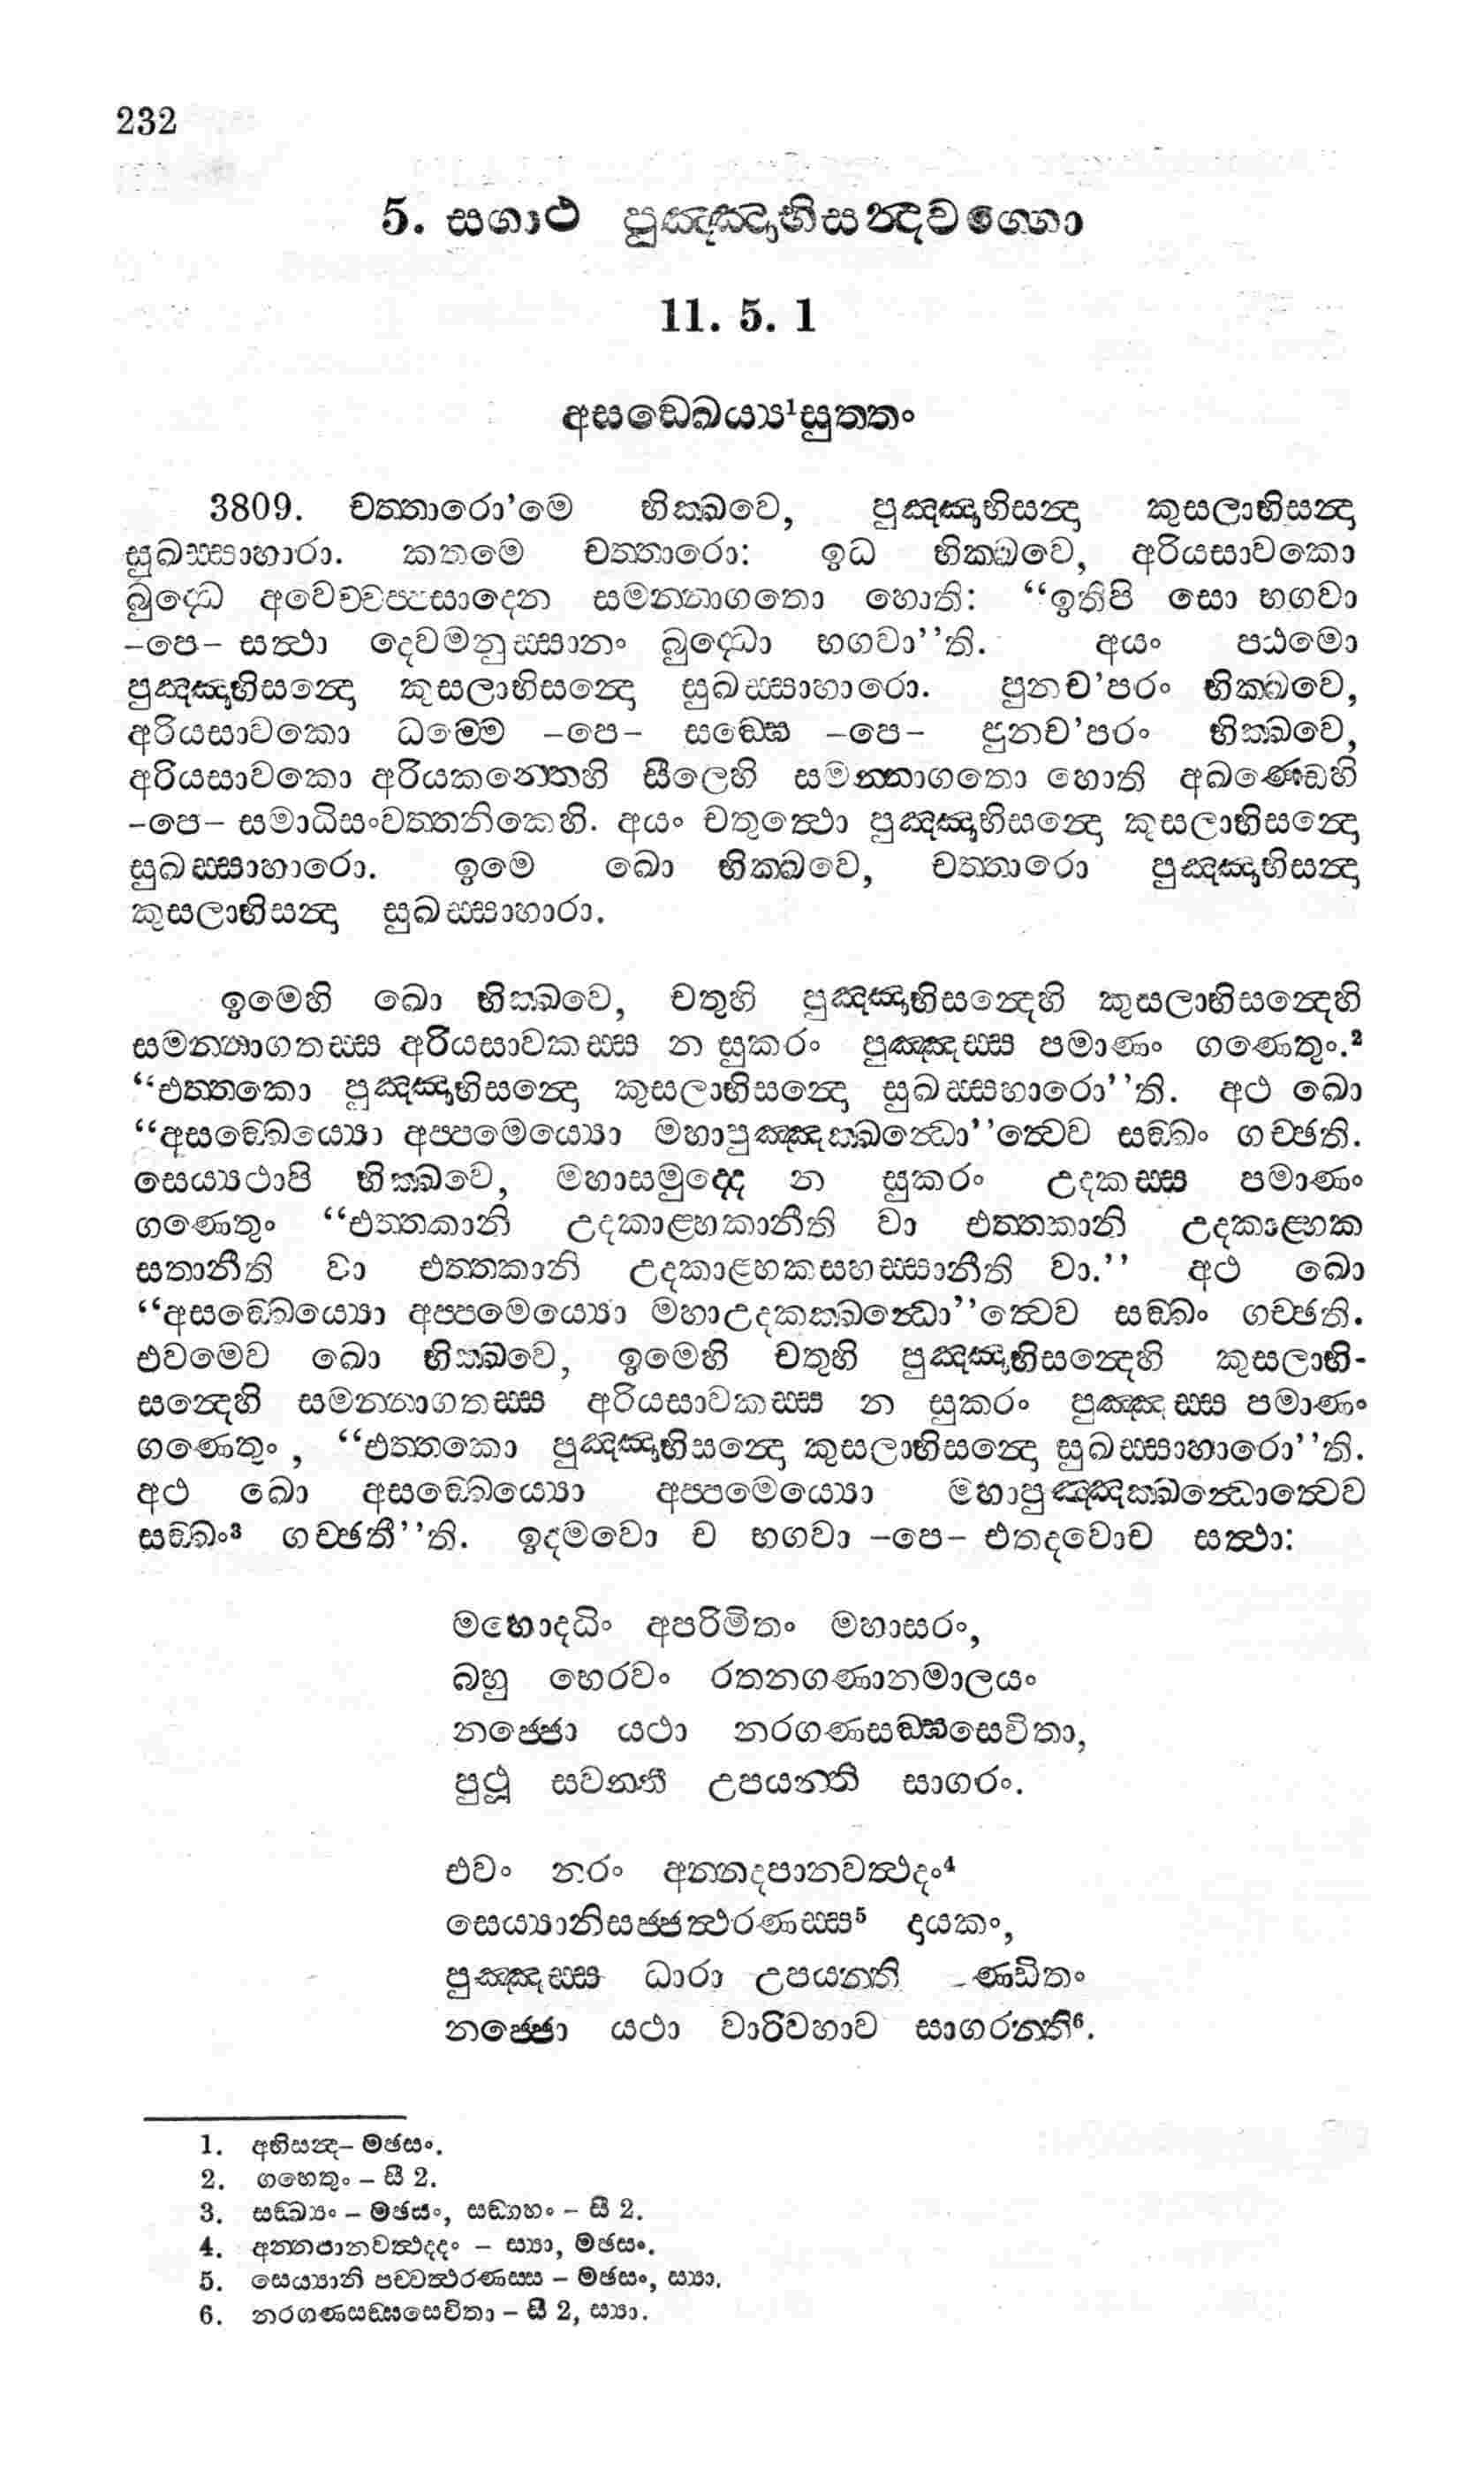 232
5. සගාථ පුඤ්ඤාභිසන්දවග්ගො
11. 5. 1
අසඞ්ඛෙය්‍ය¹සුත්තං
3809. චත්තාරො’මෙ භික්ඛවෙ, පුඤ්ඤාභිසන්දා කුසලාභිසන්දා
සුඛස්සාහාරා. කතමෙ චත්තාරො: ඉධ භික්ඛවෙ, අරියසාවකො
බුද්ධෙ අවෙච්චප්පසාදෙන සමන්නාගතො හොති: “ඉතිපි සො භගවා
–පෙ– සත්ථා දෙවමනුස්සානං බුද්ධො භගවා’’ති. අයං පඨමො
පුඤ්ඤාභිසන්දො කුසලාභිසන්දො සුඛස්සාහාරො. පුනච’පරං භික්ඛවෙ,
අරියසාවකො ධම්මෙ –පෙ– සඞ්ඝෙ –පෙ– පුනච’පරං භික්ඛවෙ,
අරියසාවකො අරියකන්තෙහි සීලෙහි සමන්නාගතො හොති අඛණ්ඩෙහි
–පෙ– සමාධිසංවත්තනිකෙහි. අයං චතුත්ථො පුඤ්ඤාභිසන්දො කුසලාභිසන්දො
සුඛස්සාහාරො. ඉමෙ ඛො භික්ඛවෙ, චත්තාරො පුඤ්ඤාභිසන්දා
කුසලාභිසන්දා සුඛස්සාහාරා.
ඉමෙහි ඛො භික්ඛවෙ, චතුහි පුඤ්ඤාභිසන්දෙහි කුසලාභිසන්දෙහි
සමන්නාගතස්ස අරියසාවකස්ස න සුකරං පුඤ්ඤස්ස පමාණං ගණෙතුං.²
“එත්තකො පුඤ්ඤාභිසන්දො කුසලාභිසන්දො සුඛස්සහාරො’’ති. අථ ඛො
“අසඞ්ඛෙය්‍යො අප්පමෙය්‍යො මහාපුඤ්ඤක්ඛන්ධො’’ත්වෙව සඞ්ඛං ගච්ඡති.
සෙය්‍යථාපි භික්ඛවෙ, මහාසමුද්දෙ න සුකරං උදකස්ස පමාණං
ගණෙතුං “එත්තකානි උදකාළ්හකානීති වා එත්තකානි උදකාළ්හක
සතානීති වා එත්තකානි උදකාළ්හකසහස්සානීති වා.’’ අථ ඛො
“අසඞ්ඛෙය්‍යො අප්පමෙය්‍යො මහාඋදකක්ඛන්ධො’’ත්වෙව සඞ්ඛං ගච්ඡති.
එවමෙව ඛො භික්ඛවෙ, ඉමෙහි චතුහි පුඤ්ඤාභිසන්දෙහි කුසලාභි-
සන්දෙහි සමන්නාගතස්ස අරියසාවකස්ස න සුකරං පුඤ්ඤස්ස පමාණං
ගණෙතුං, “එත්තකො පුඤ්ඤාභිසන්දො කුසලාභිසන්දො සුඛස්සාහාරො’’ති.
අථ ඛො අසඞ්ඛෙය්‍යො අප්පමෙය්‍යො මහාපුඤ්ඤක්ඛන්ධොත්වෙව
සඞ්ඛං³ ගච්ඡතී’’ති. ඉදමවො ච භගවා –පෙ– එතදවොච සත්ථා:
මහොදධිං අපරිමිතං මහාසරං,
බහු භෙරවං රතනගණානමාලයං
නජ්ජො යථා නරගණසඞ්ඝසෙවිතා,
පුථූ සවන්තී උපයන්ති සාගරං.
එවං නරං අන්නදපානවත්ථදං⁴
සෙය්‍යානිසජ්ජත්ථරණස්ස⁵ දායකං,
පුඤ්ඤස්ස ධාරා උපයන්ති ණ්ඩිතං
නජ්ජො යථා වාරිවහාව සාගරන්ති⁶.
1. අභිසන්ද– මඡසං.
2. ගහෙතුං – සී 2.
3. සඞ්ඛ්‍යං – මඡසං, සඞ්ගහං – සී 2.
4. අන්නපානවත්ථදදං – ස්‍යා, මඡසං.
5. සෙය්‍යානි පච්චත්ථරණස්ස – මඡසං, ස්‍යා.
6. නරගණසඞ්ඝසෙවිතා – සී 2, ස්‍යා.